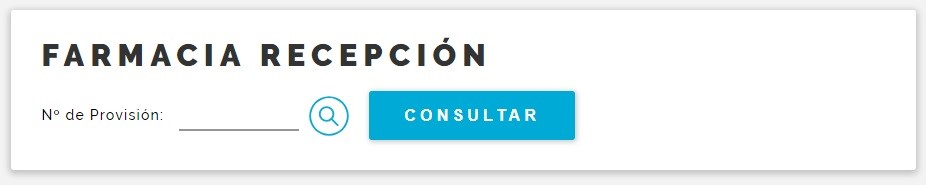 FARMACIA RECEPCIÓN
Nº de Provisión: CONSULTAR